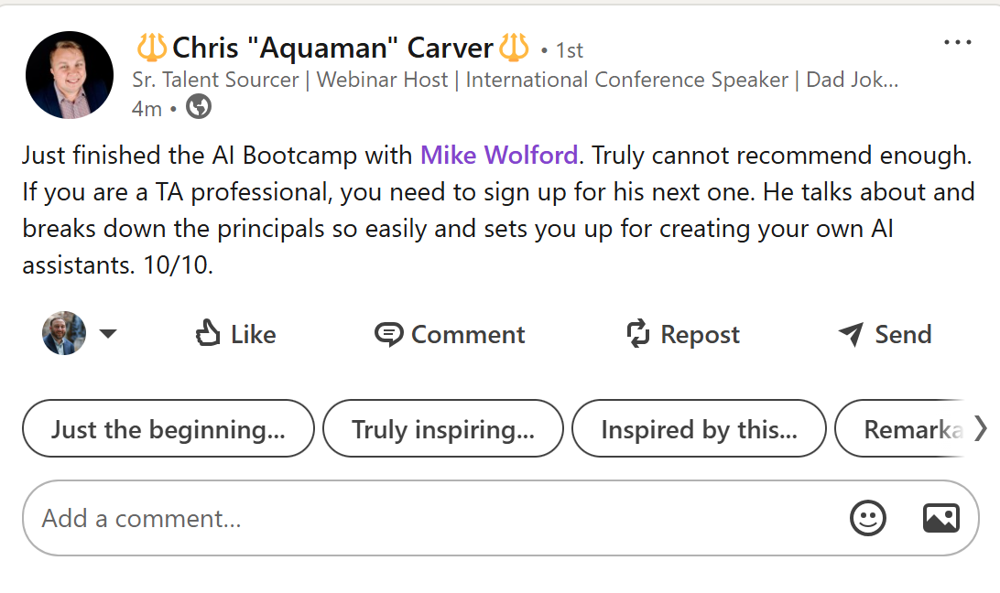 🔱Chris "Aquaman" Carver🔱 • 1st
Sr. Talent Sourcer | Webinar Host | International Conference Speaker | Dad Jok...
4m •
Just finished the AI Bootcamp with Mike Wolford. Truly cannot recommend enough.
If you are a TA professional, you need to sign up for his next one. He talks about and
breaks down the principals so easily and sets you up for creating your own AI
assistants. 10/10.
Like Comment Repost Send
Just the beginning... Truly inspiring... Inspired by this... Remarka
Add a comment...